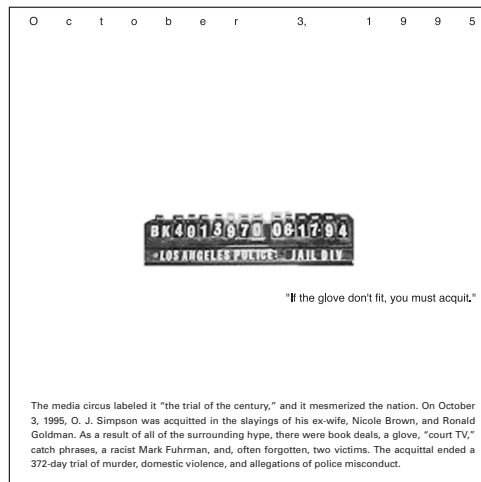 October 3, 1995
BK4013970 06·17·94
LOS ANGELES POLICE: JAIL DIV
"If the glove don't fit, you must acquit."
The media circus labeled it “the trial of the century,” and it mesmerized the nation. On October
3, 1995, O. J. Simpson was acquitted in the slayings of his ex-wife, Nicole Brown, and Ronald
Goldman. As a result of all of the surrounding hype, there were book deals, a glove, “court TV,”
catch phrases, a racist Mark Fuhrman, and, often forgotten, two victims. The acquittal ended a
372-day trial of murder, domestic violence, and allegations of police misconduct.